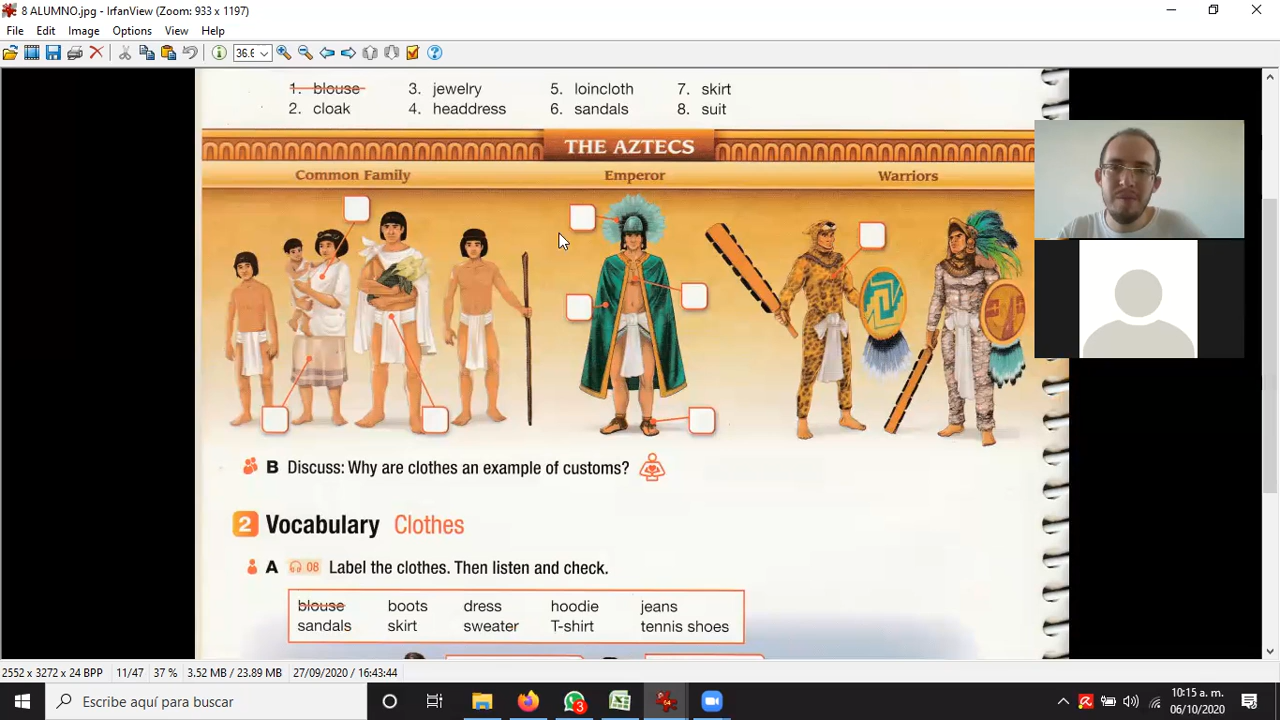 8 ALUMNO.jpg - IrfanView (Zoom: 933 x 1197)
File Edit Image Options View Help
36.6
1. blouse 3. jewelry 5. loincloth 7. skirt
2. cloak 4. headdress 6. sandals 8. suit
THE AZTECS
Common Family Emperor Warriors
B Discuss: Why are clothes an example of customs?
2 Vocabulary Clothes
A 08 Label the clothes. Then listen and check.
blouse boots dress hoodie jeans
sandals skirt sweater T-shirt tennis shoes
2552 x 3272 x 24 BPP 11/47 37 % 3.52 MB / 23.89 MB 27/09/2020 / 16:43:44
Escribe aquí para buscar
3
64
10:15 a. m.
06/10/2020